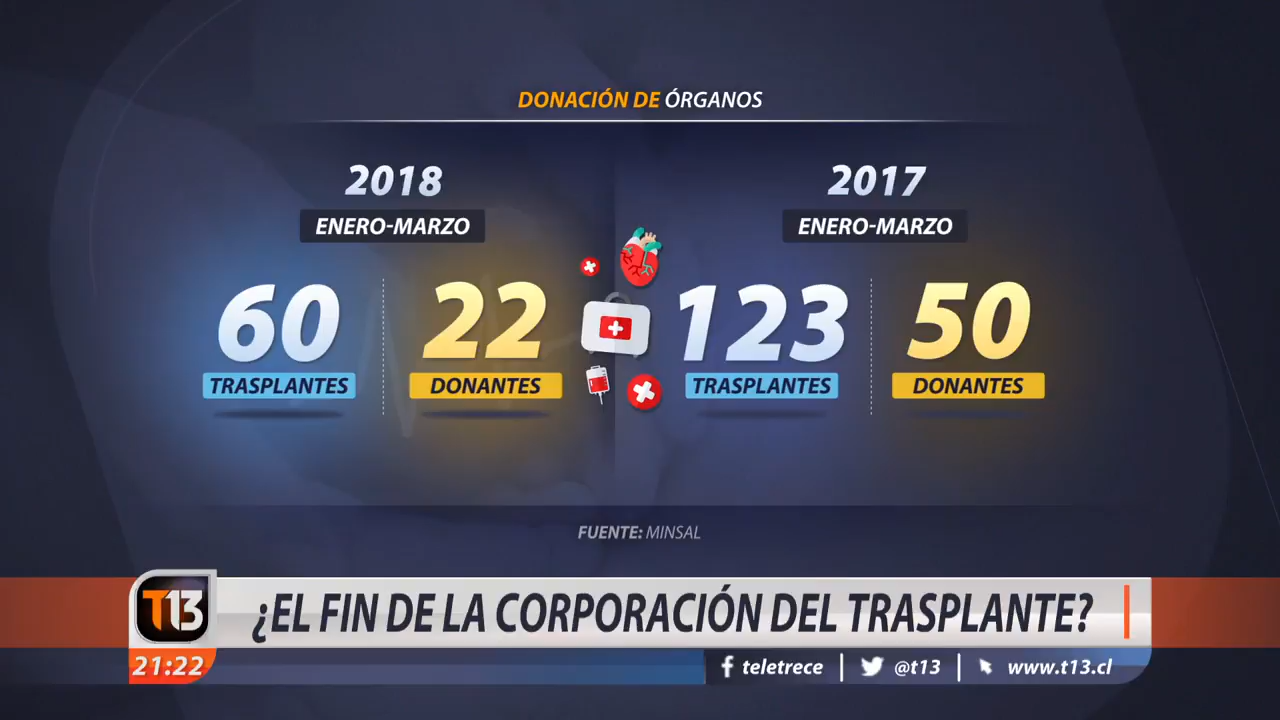 DONACIÓN DE ÓRGANOS
2018
ENERO-MARZO
60
TRASPLANTES
22
DONANTES
2017
ENERO-MARZO
123
TRASPLANTES
50
DONANTES
FUENTE: MINSAL
T13
¿EL FIN DE LA CORPORACIÓN DEL TRASPLANTE?
21:22
teletrece
@t13
www.t13.cl